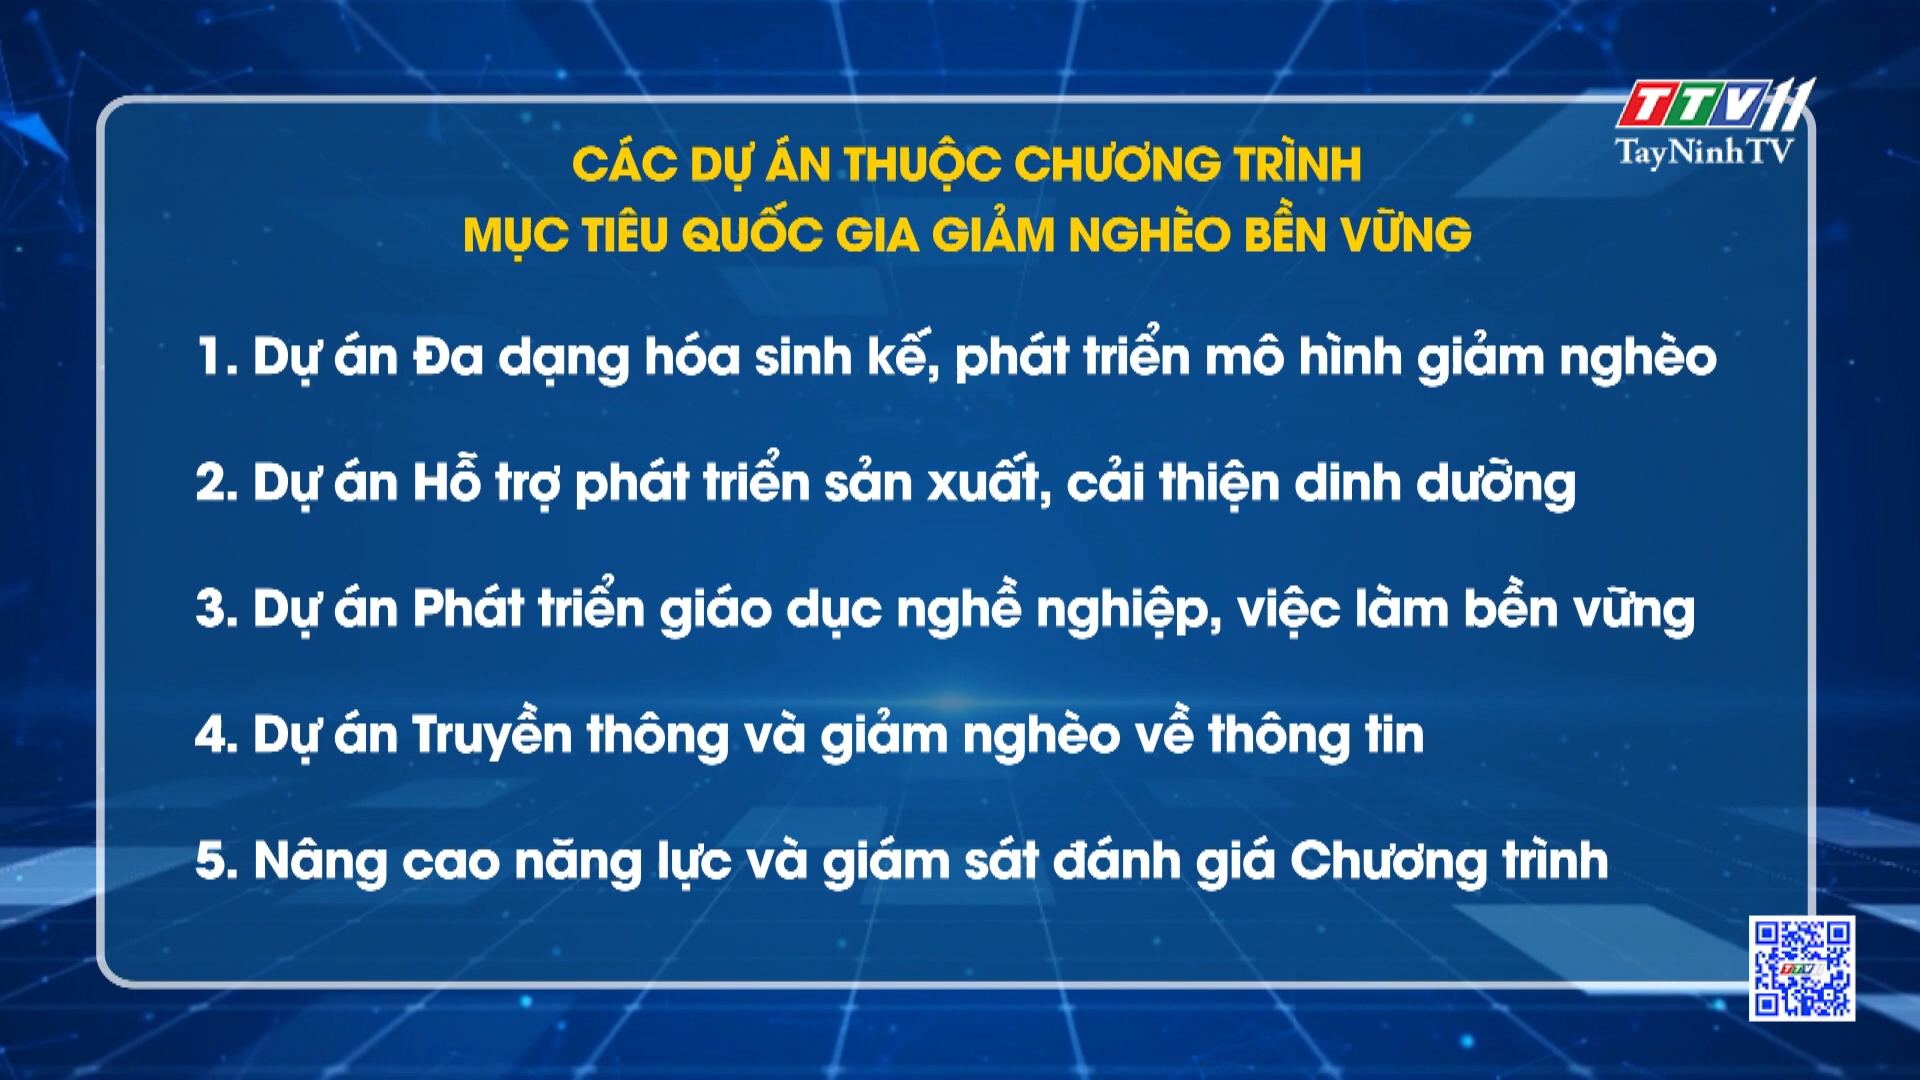 TTV11
TayNinhTV
CÁC DỰ ÁN THUỘC CHƯƠNG TRÌNH
MỤC TIÊU QUỐC GIA GIẢM NGHÈO BỀN VỮNG
1. Dự án Đa dạng hóa sinh kế, phát triển mô hình giảm nghèo
2. Dự án Hỗ trợ phát triển sản xuất, cải thiện dinh dưỡng
3. Dự án Phát triển giáo dục nghề nghiệp, việc làm bền vững
4. Dự án Truyền thông và giảm nghèo về thông tin
5. Nâng cao năng lực và giám sát đánh giá Chương trình
TTV11